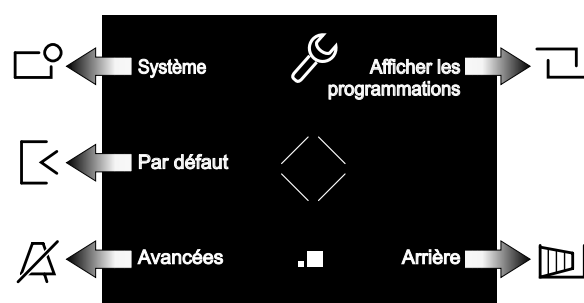 Système
Afficher les
programmations
Par défaut
Avancées
Arrière